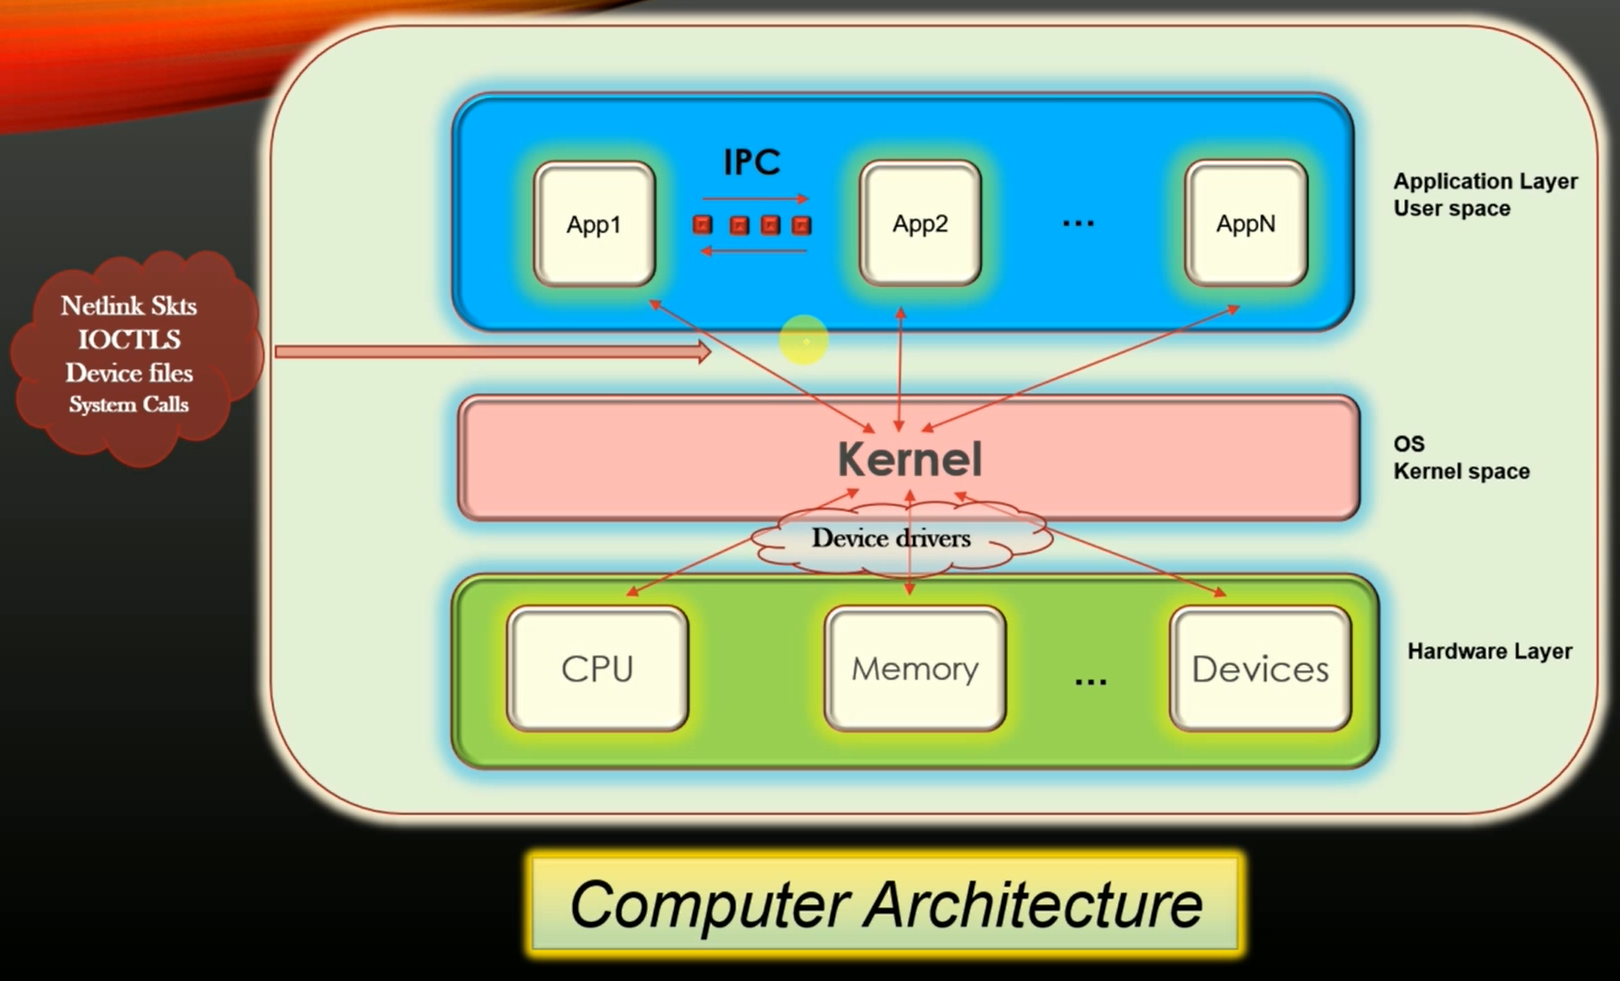 IPC
App1
App2
...
AppN
Application Layer
User space
Netlink Skts
IOCTLS
Device files
System Calls
Kernel
OS
Kernel space
Device drivers
CPU
Memory
...
Devices
Hardware Layer
Computer Architecture